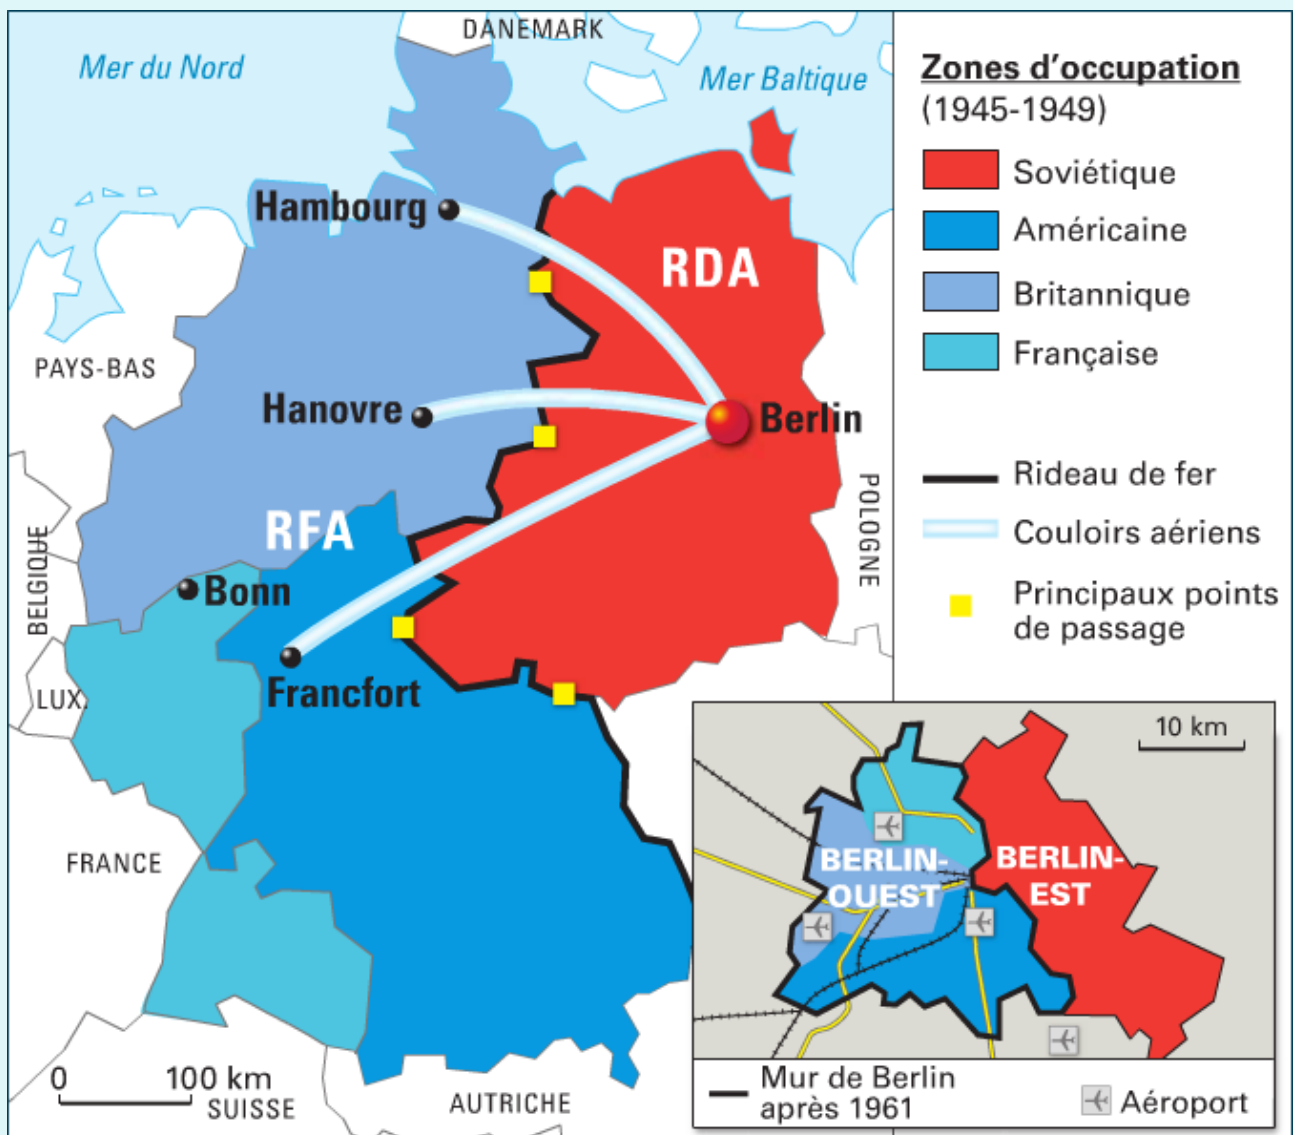 DANEMARK
Mer du Nord
Mer Baltique
Hambourg
RDA
PAYS-BAS
Hanovre
Berlin
POLOGNE
RFA
BELGIQUE
Bonn
Francfort
LUX.
FRANCE
0 100 km
SUISSE
AUTRICHE
Zones d'occupation
(1945-1949)
Soviétique
Américaine
Britannique
Française
Rideau de fer
Couloirs aériens
Principaux points
de passage
10 km
BERLIN-
OUEST
BERLIN-
EST
Mur de Berlin
après 1961
Aéroport